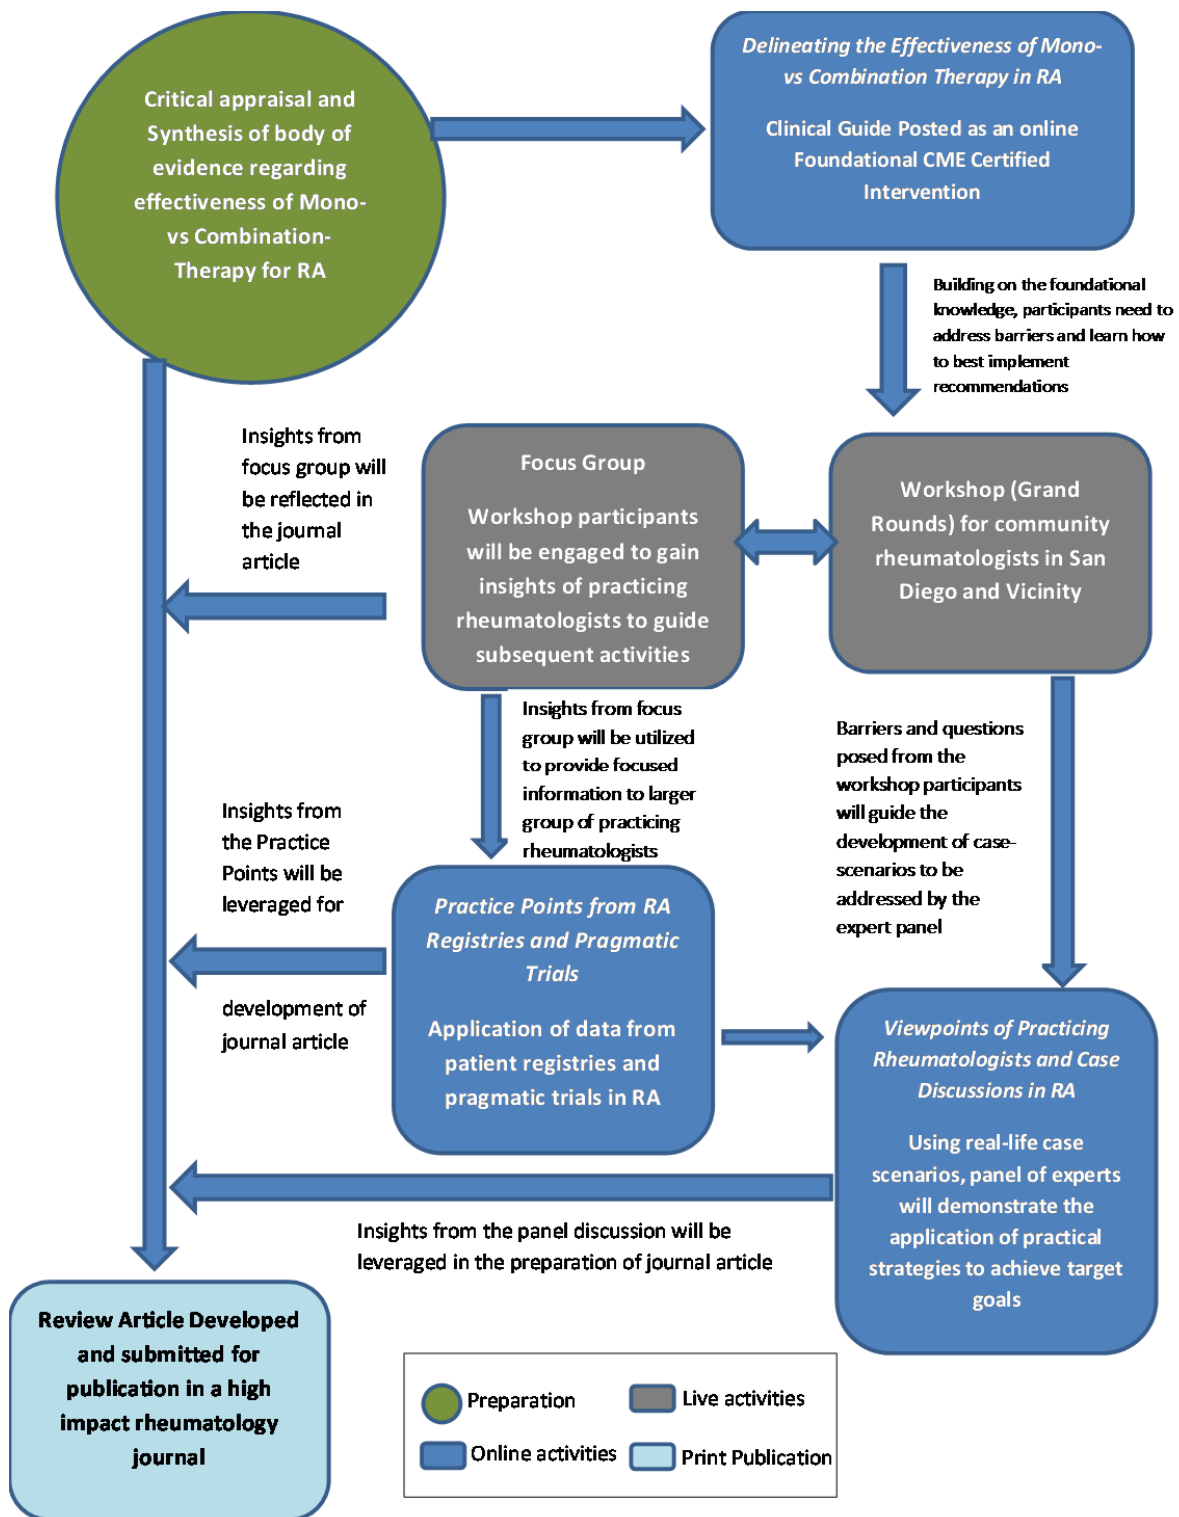 Critical appraisal and
Synthesis of body of
evidence regarding
effectiveness of Mono-
vs Combination-
Therapy for RA
Delineating the Effectiveness of Mono-
vs Combination Therapy in RA
Clinical Guide Posted as an online
Foundational CME Certified
Intervention
Building on the foundational
knowledge, participants need to
address barriers and learn how
to best implement
recommendations
Insights from
focus group will
be reflected in
the journal
article
Focus Group
Workshop participants
will be engaged to gain
insights of practicing
rheumatologists to guide
subsequent activities
Workshop (Grand
Rounds) for community
rheumatologists in San
Diego and Vicinity
Insights from focus
group will be utilized
to provide focused
information to larger
group of practicing
rheumatologists
Barriers and questions
posed from the
workshop participants
will guide the
development of case-
scenarios to be
addressed by the
expert panel
Insights from
the Practice
Points will be
leveraged for
development of
journal article
Practice Points from RA
Registries and Pragmatic
Trials
Application of data from
patient registries and
pragmatic trials in RA
Viewpoints of Practicing
Rheumatologists and Case
Discussions in RA
Using real-life case
scenarios, panel of experts
will demonstrate the
application of practical
strategies to achieve target
goals
Insights from the panel discussion will be
leveraged in the preparation of journal article
Review Article Developed
and submitted for
publication in a high
impact rheumatology
journal
Preparation
Live activities
Online activities
Print Publication